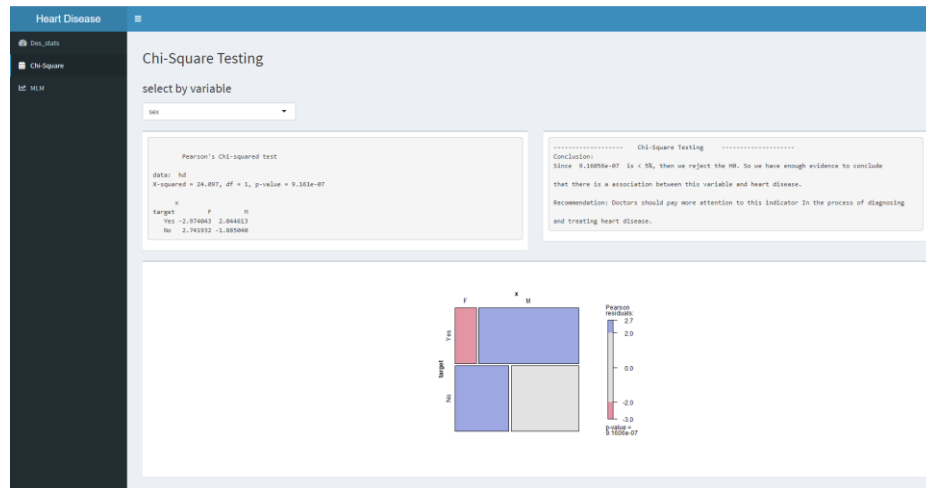 Heart Disease
Des_stats
Chi-Square
MLM
Chi-Square Testing
select by variable
sex
Pearson's Chi-squared test
data: hd
X-squared = 24.097, df = 1, p-value = 9.161e-07
x
target F M
Yes -2.974043 2.044613
No 2.741932 -1.885040
------------------- Chi-Square Testing --------------------
Conclusion:
Since 9.16056e-07 is < 5%, then we reject the H0. So we have enough evidence to conclude
that there is a association between this variable and heart disease.
Recommendation: Doctors should pay more attention to this indicator In the process of diagnosing
and treating heart disease.
x
F M
target
Yes
No
Pearson
residuals:
2.7
2.0
0.0
-2.0
-3.0
p-value =
9.1606e-07